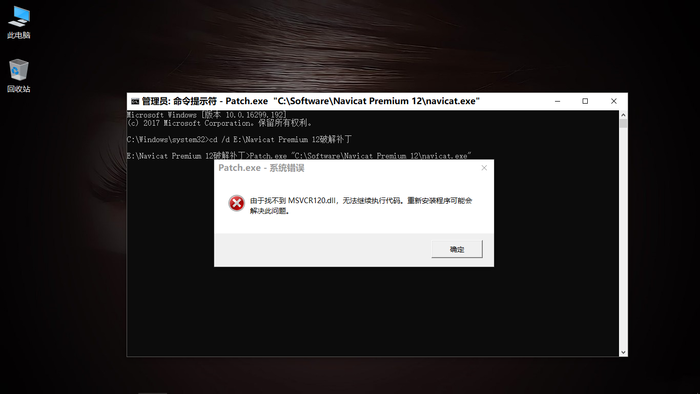 此电脑
回收站
管理员: 命令提示符 - Patch.exe "C:\Software\Navicat Premium 12\navicat.exe"
Microsoft Windows [版本 10.0.16299.192]
(c) 2017 Microsoft Corporation。保留所有权利。
C:\Windows\system32>cd /d E:\Navicat Premium 12破解补丁
E:\Navicat Premium 12破解补丁>Patch.exe "C:\Software\Navicat Premium 12\navicat.exe"
Patch.exe - 系统错误
由于找不到 MSVCR120.dll，无法继续执行代码。重新安装程序可能会
解决此问题。
确定